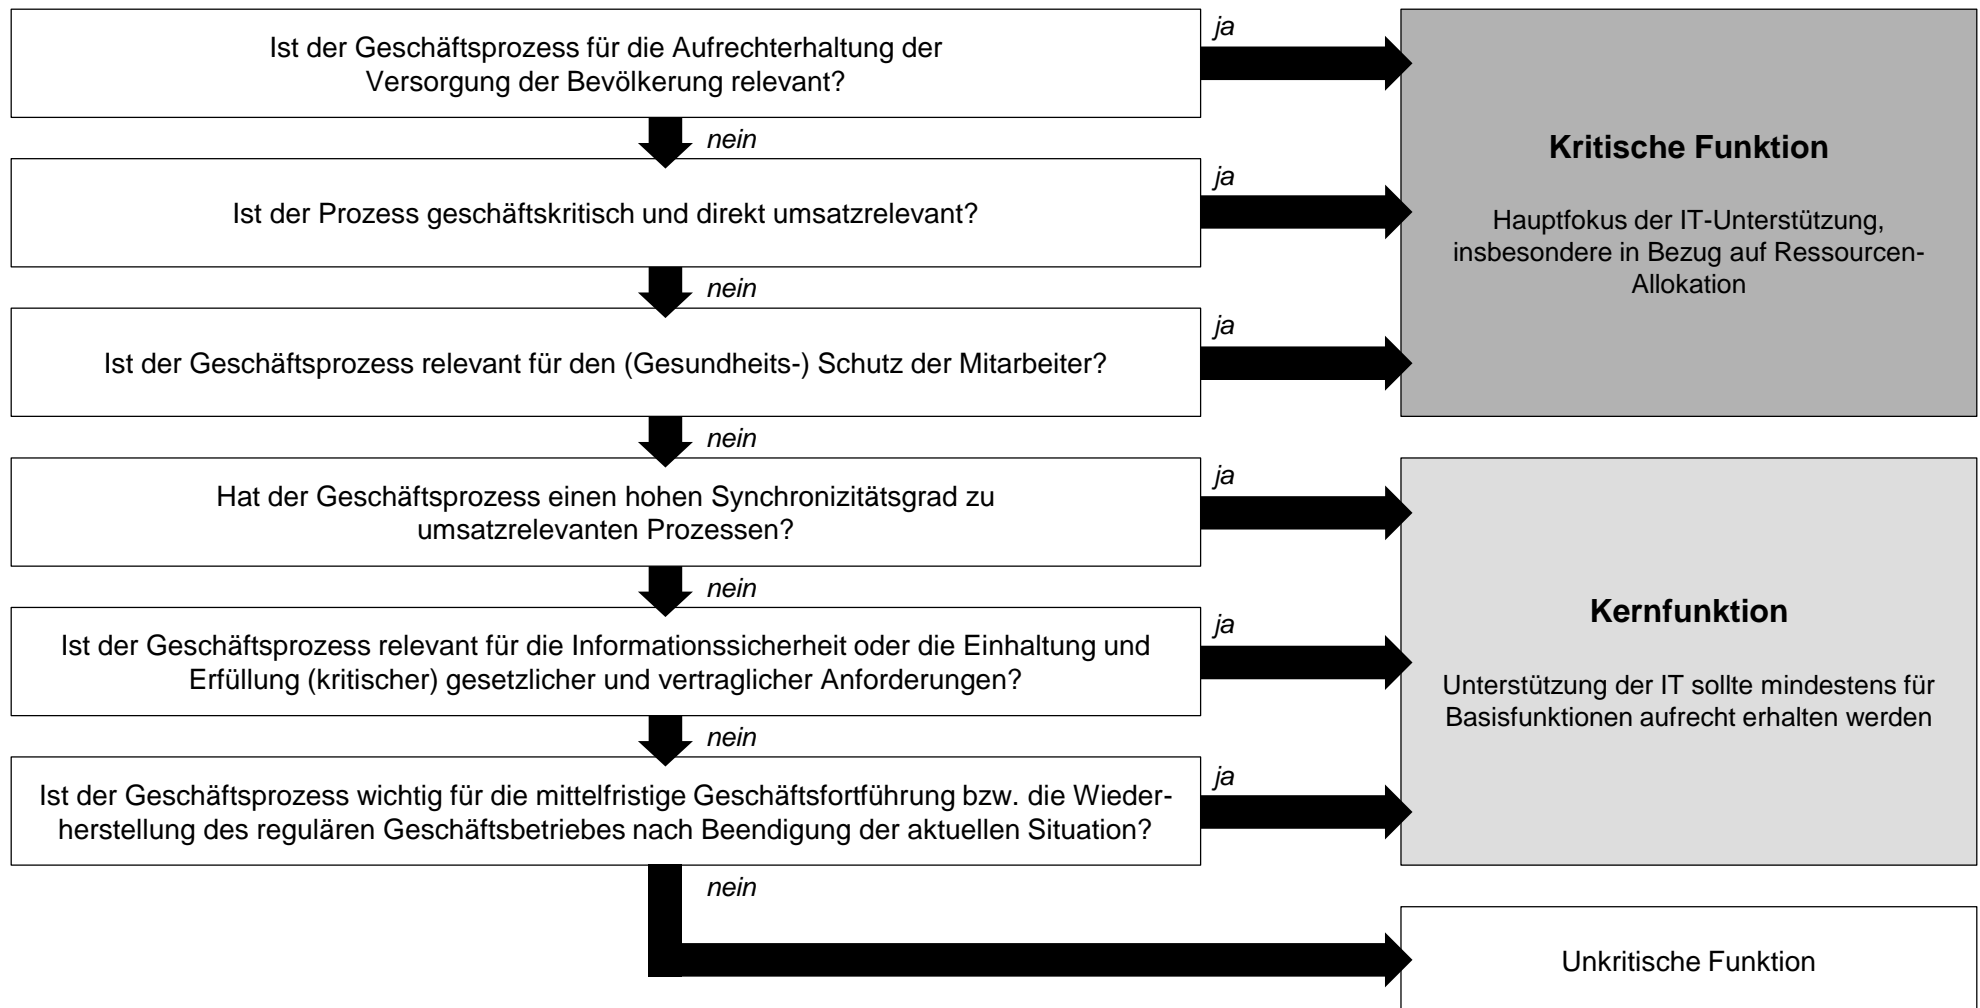 Ist der Geschäftsprozess für die Aufrechterhaltung der
Versorgung der Bevölkerung relevant?
ja
nein
Ist der Prozess geschäftskritisch und direkt umsatzrelevant?
ja
nein
Ist der Geschäftsprozess relevant für den (Gesundheits-) Schutz der Mitarbeiter?
ja
Kritische Funktion
Hauptfokus der IT-Unterstützung,
insbesondere in Bezug auf Ressourcen-
Allokation
nein
Hat der Geschäftsprozess einen hohen Synchronizitätsgrad zu
umsatzrelevanten Prozessen?
ja
nein
Ist der Geschäftsprozess relevant für die Informationssicherheit oder die Einhaltung und
Erfüllung (kritischer) gesetzlicher und vertraglicher Anforderungen?
ja
nein
Ist der Geschäftsprozess wichtig für die mittelfristige Geschäftsfortführung bzw. die Wieder-
herstellung des regulären Geschäftsbetriebes nach Beendigung der aktuellen Situation?
ja
Kernfunktion
Unterstützung der IT sollte mindestens für
Basisfunktionen aufrecht erhalten werden
nein
Unkritische Funktion